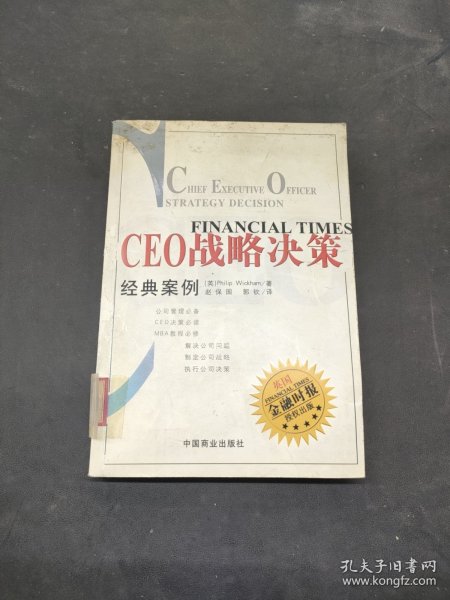 CHIEF EXECUTIVE OFFICER
STRATEGY DECISION
FINANCIAL TIMES
CEO战略决策
经典案例
(英)Philip Wickham/著
赵保国 郭钦/译
公司管理必备
CEO决策必读
MBA教程必修
解决公司问题
制定公司战略
执行公司决策
英国
FINANCIAL TIMES
金融时报
授权出版
中国商业出版社
孔夫子旧书网
www.kongfz.com